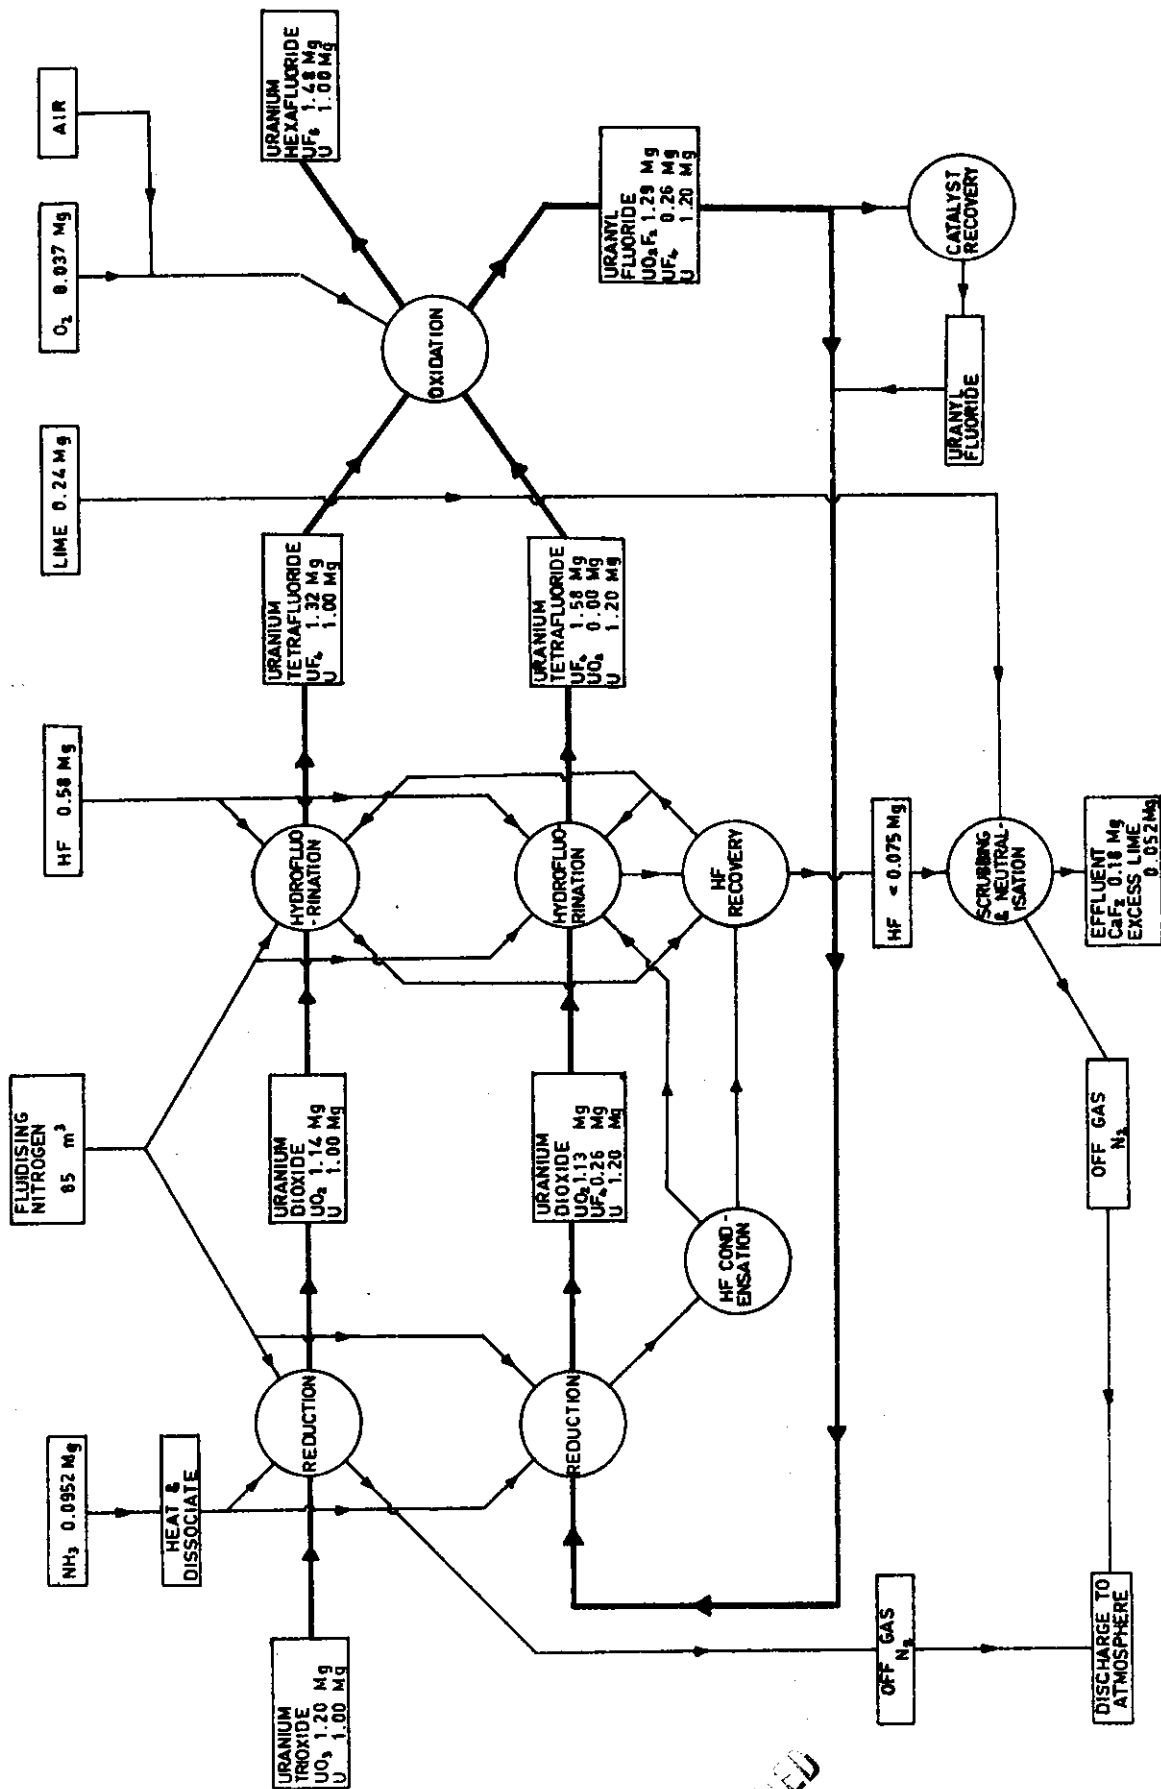 NH₃ 0.0952 Mg
HEAT &
DISSOCIATE
FLUIDISING
NITROGEN
85 m³
HF 0.58 Mg
LIME 0.24 Mg
O₂ 0.037 Mg
AIR
URANIUM
TRIOXIDE
UO₃ 1.20 Mg
U 1.00 Mg
REDUCTION
URANIUM
DIOXIDE
UO₂ 1.14 Mg
U 1.00 Mg
HYDROFLUO
-RINATION
URANIUM
TETRAFLUORIDE
UF₄ 1.32 Mg
U 1.00 Mg
OXIDATION
URANIUM
HEXAFLUORIDE
UF₆ 1.48 Mg
U 1.00 Mg
REDUCTION
URANIUM
DIOXIDE
UO₂ 1.13 Mg
UF₄ 0.26 Mg
U 1.20 Mg
HYDROFLUO-
RINATION
URANIUM
TETRAFLUORIDE
UF₄ 1.58 Mg
UO₂ 0.00 Mg
U 1.20 Mg
URANYL
FLUORIDE
UO₂F₂ 1.29 Mg
UF₄ 0.26 Mg
U 1.20 Mg
HF COND-
ENSATION
HF
RECOVERY
CATALYST
RECOVERY
URANYL
FLUORIDE
OFF GAS
N₂
HF < 0.075 Mg
SCRUBBING
& NEUTRAL-
ISATION
EFFLUENT
CaF₂ 0.18 Mg
EXCESS LIME
0.052 Mg
OFF GAS
N₂
DISCHARGE TO
ATMOSPHERE